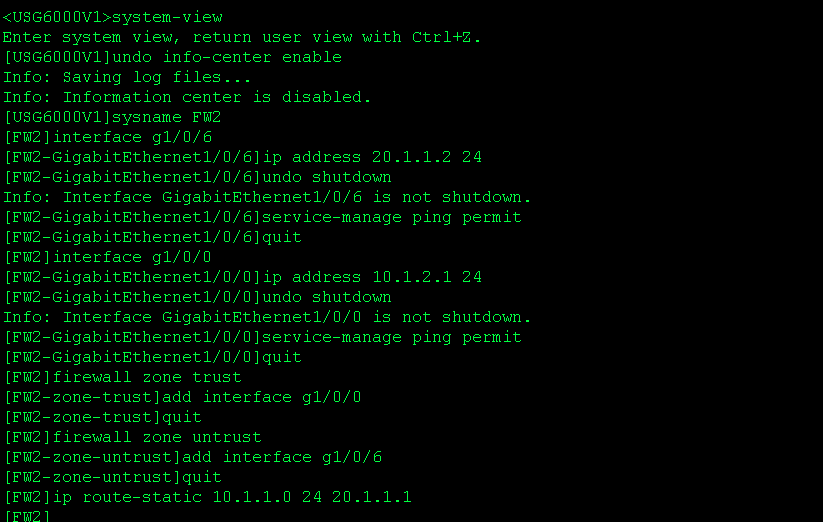 <USG6000V1>system-view
Enter system view, return user view with Ctrl+Z.
[USG6000V1]undo info-center enable
Info: Saving log files...
Info: Information center is disabled.
[USG6000V1]sysname FW2
[FW2]interface g1/0/6
[FW2-GigabitEthernet1/0/6]ip address 20.1.1.2 24
[FW2-GigabitEthernet1/0/6]undo shutdown
Info: Interface GigabitEthernet1/0/6 is not shutdown.
[FW2-GigabitEthernet1/0/6]service-manage ping permit
[FW2-GigabitEthernet1/0/6]quit
[FW2]interface g1/0/0
[FW2-GigabitEthernet1/0/0]ip address 10.1.2.1 24
[FW2-GigabitEthernet1/0/0]undo shutdown
Info: Interface GigabitEthernet1/0/0 is not shutdown.
[FW2-GigabitEthernet1/0/0]service-manage ping permit
[FW2-GigabitEthernet1/0/0]quit
[FW2]firewall zone trust
[FW2-zone-trust]add interface g1/0/0
[FW2-zone-trust]quit
[FW2]firewall zone untrust
[FW2-zone-untrust]add interface g1/0/6
[FW2-zone-untrust]quit
[FW2]ip route-static 10.1.1.0 24 20.1.1.1
[FW2]